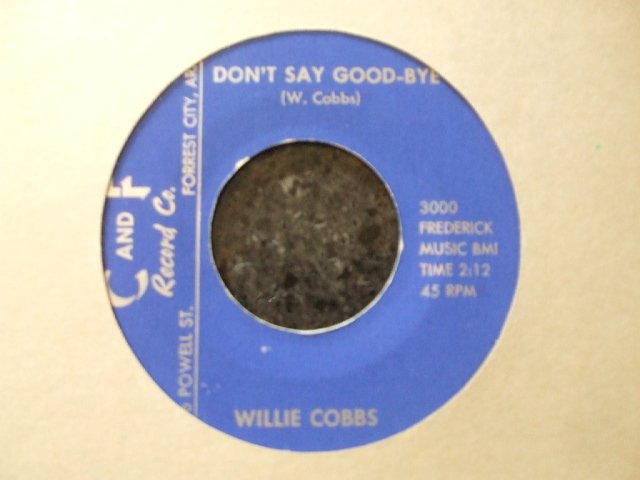 DON'T SAY GOOD-BYE
(W. Cobbs)
C AND F
Record Co.
POWELL ST.
FORREST CITY, AR
3000
FREDERICK
MUSIC BMI
TIME 2:12
45 RPM
WILLIE COBBS